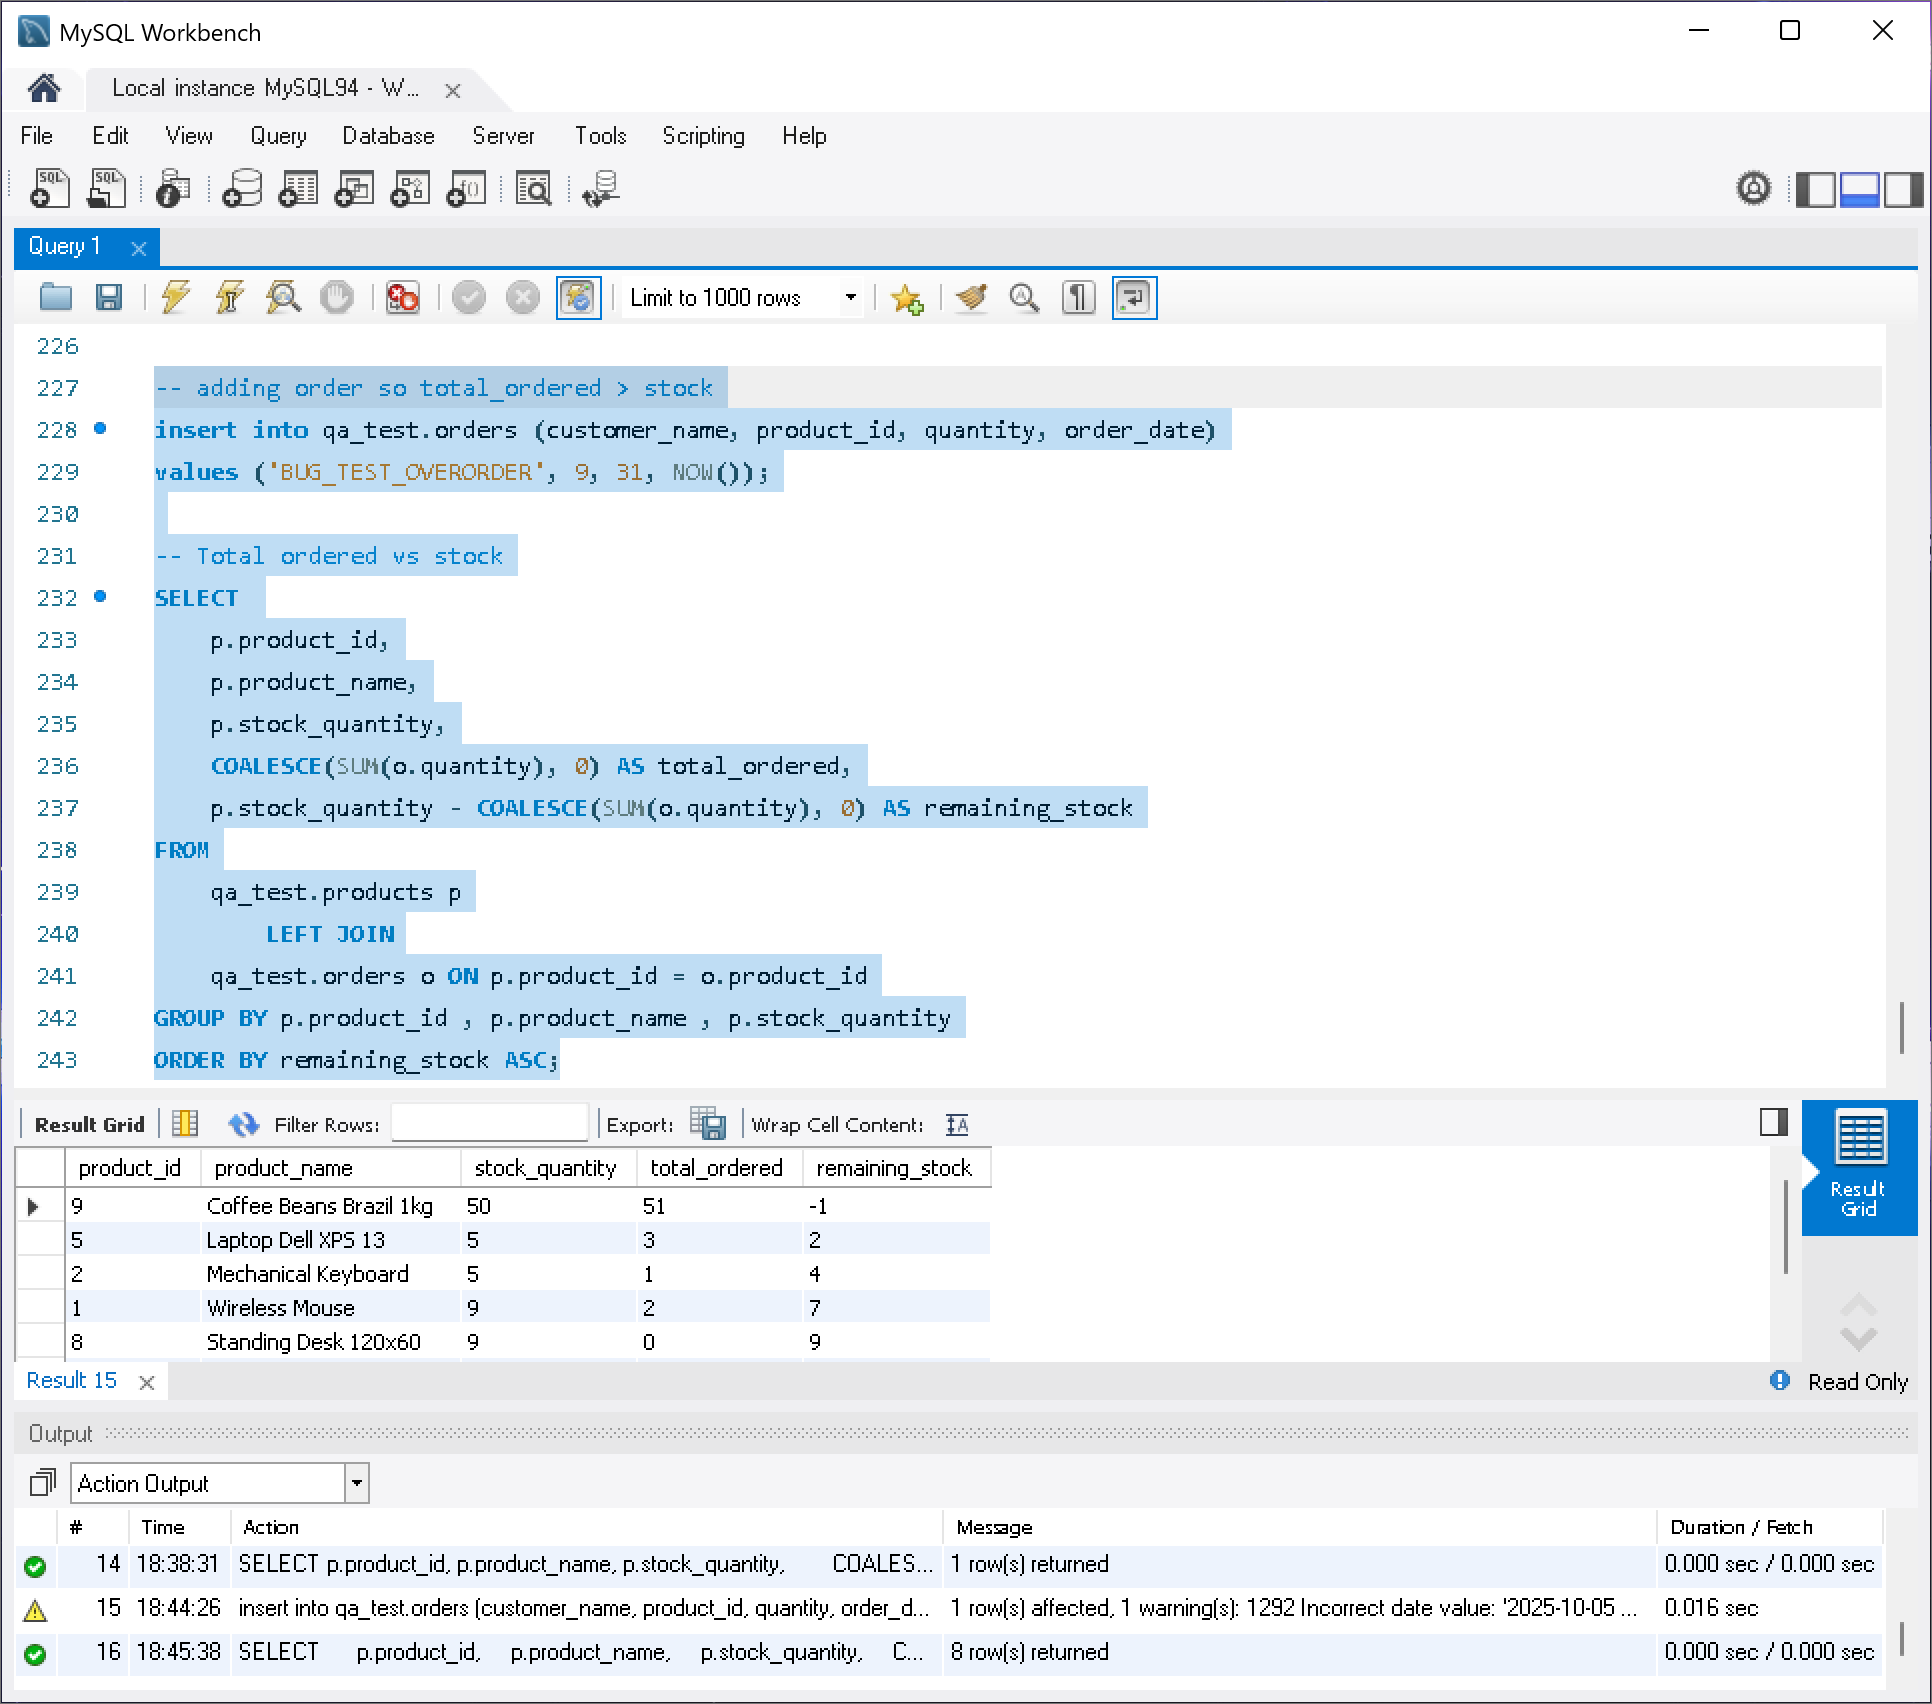 MySQL Workbench
Local instance MySQL94 - W...
File Edit View Query Database Server Tools Scripting Help
Query 1
Limit to 1000 rows
226
227 -- adding order so total_ordered > stock
228 insert into qa_test.orders (customer_name, product_id, quantity, order_date)
229 values ('BUG_TEST_OVERORDER', 9, 31, NOW());
230
231 -- Total ordered vs stock
232 SELECT
233 p.product_id,
234 p.product_name,
235 p.stock_quantity,
236 COALESCE(SUM(o.quantity), 0) AS total_ordered,
237 p.stock_quantity - COALESCE(SUM(o.quantity), 0) AS remaining_stock
238 FROM
239 qa_test.products p
240 LEFT JOIN
241 qa_test.orders o ON p.product_id = o.product_id
242 GROUP BY p.product_id , p.product_name , p.stock_quantity
243 ORDER BY remaining_stock ASC;
Result Grid Filter Rows: Export: Wrap Cell Content:
Result Grid
product_id product_name stock_quantity total_ordered remaining_stock
9 Coffee Beans Brazil 1kg 50 51 -1
5 Laptop Dell XPS 13 5 3 2
2 Mechanical Keyboard 5 1 4
1 Wireless Mouse 9 2 7
8 Standing Desk 120x60 9 0 9
Result 15 Read Only
Output
Action Output
# Time Action Message Duration / Fetch
14 18:38:31 SELECT p.product_id, p.product_name, p.stock_quantity, COALES... 1 row(s) returned 0.000 sec / 0.000 sec
15 18:44:26 insert into qa_test.orders (customer_name, product_id, quantity, order_d... 1 row(s) affected, 1 warning(s): 1292 Incorrect date value: '2025-10-05 ... 0.016 sec
16 18:45:38 SELECT p.product_id, p.product_name, p.stock_quantity, C... 8 row(s) returned 0.000 sec / 0.000 sec